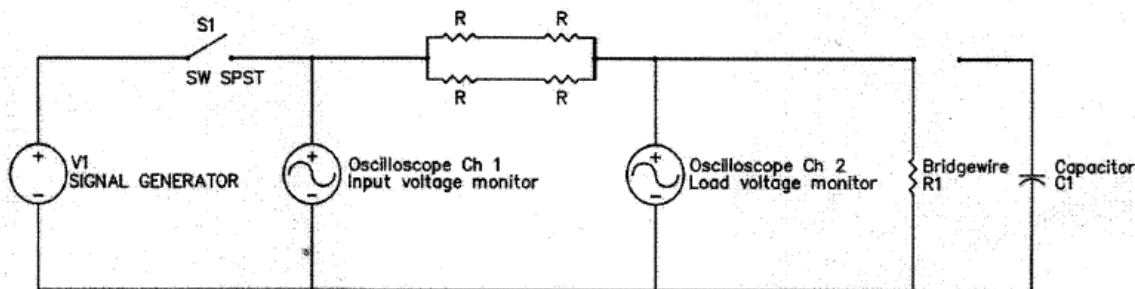 S1
SW SPST
R
R
R
R
+
-
V1
SIGNAL GENERATOR
+
-
Oscilloscope Ch 1
Input voltage monitor
+
-
Oscilloscope Ch 2
Load voltage monitor
Bridgewire
R1
Capacitor
C1